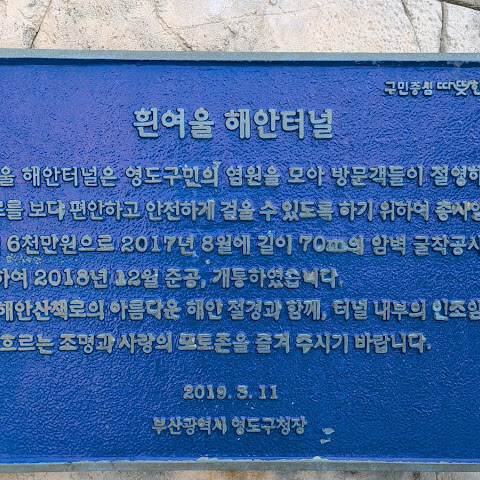 구민중심 따뜻한
흰여울 해안터널
울 해안터널은 영도구민의 염원을 모아 방문객들이 절영해
로를 보다 편안하고 안전하게 걸을 수 있도록 하기 위하여 총사업
6천만원으로 2017년 8월에 길이 70m의 암벽 굴착공사
하여 2018년 12월 준공, 개통하였습니다.
해안산책로의 아름다운 해안 절경과 함께, 터널 내부의 인조암
흐르는 조명과 사랑의 포토존을 즐겨 주시기 바랍니다.
2019. 3. 11
부산광역시 영도구청장